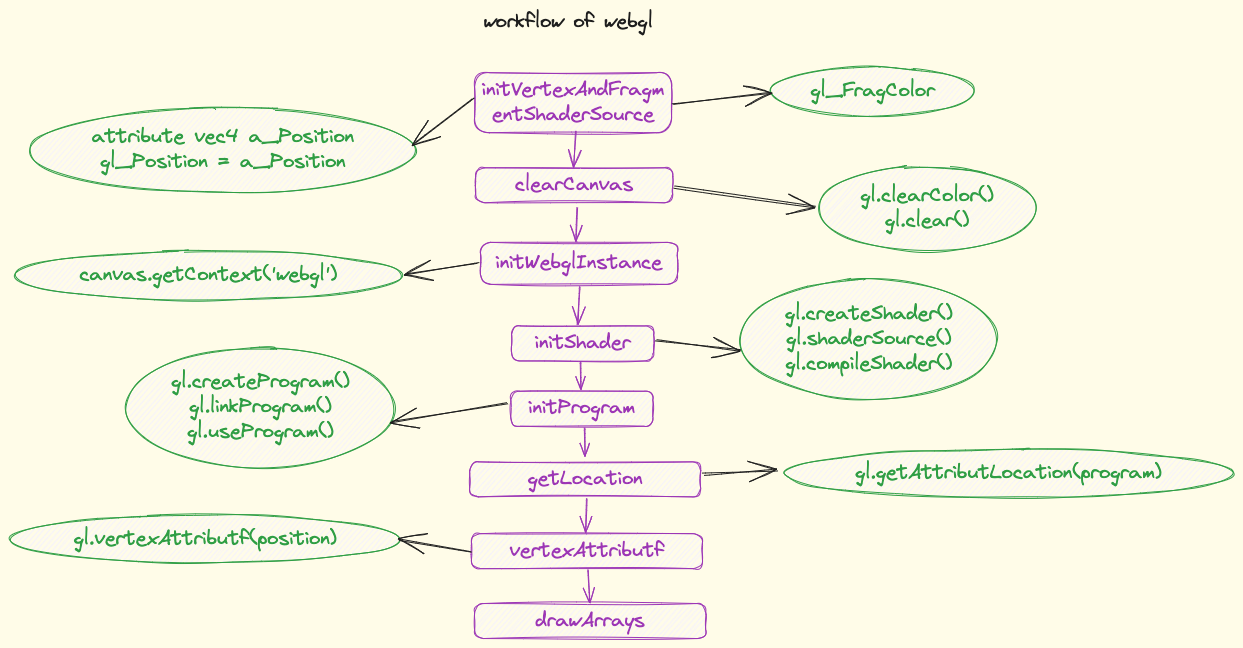 workflow of webgl
initVertexAndFragm
entShaderSource
gl_FragColor
attribute vec4 a_Position
gl_Position = a_Position
clearCanvas
gl.clearColor()
gl.clear()
initWebglInstance
canvas.getContext('webgl')
initShader
gl.createShader()
gl.shaderSource()
gl.compileShader()
initProgram
gl.createProgram()
gl.linkProgram()
gl.useProgram()
getLocation
gl.getAttributLocation(program)
vertexAttributf
gl.vertexAttributf(position)
drawArrays